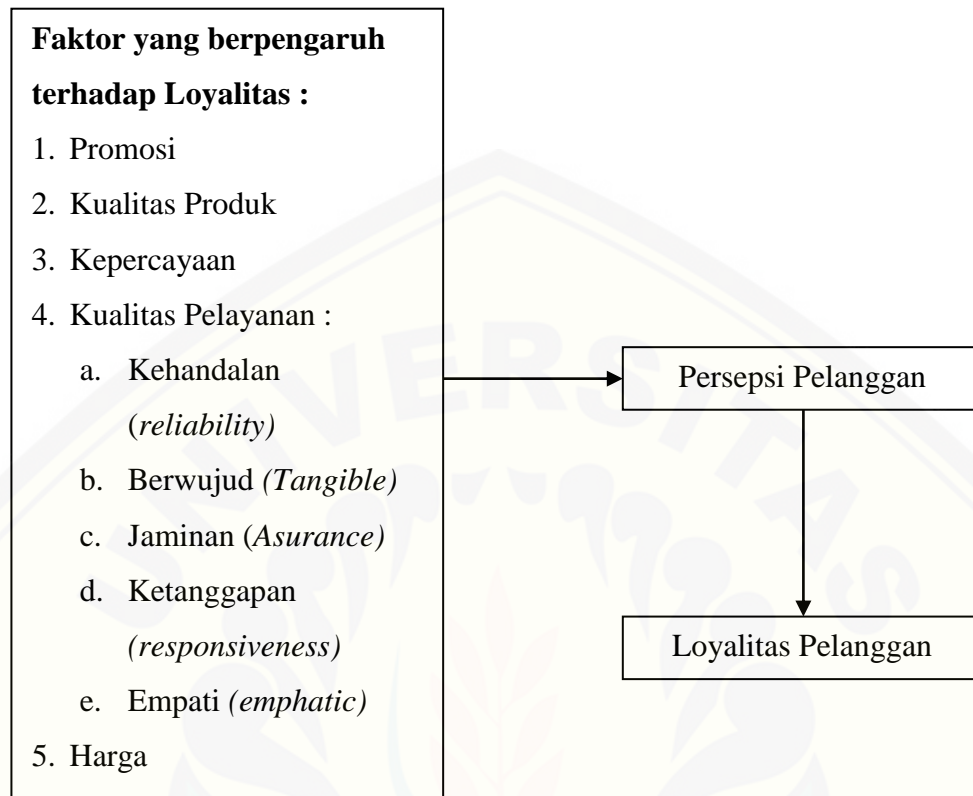 Faktor yang berpengaruh
terhadap Loyalitas :
1. Promosi
2. Kualitas Produk
3. Kepercayaan
4. Kualitas Pelayanan :
a. Kehandalan
(reliability)
b. Berwujud (Tangible)
c. Jaminan (Asurance)
d. Ketanggapan
(responsiveness)
e. Empati (emphatic)
5. Harga
Persepsi Pelanggan
Loyalitas Pelanggan
UNIVERSITAS